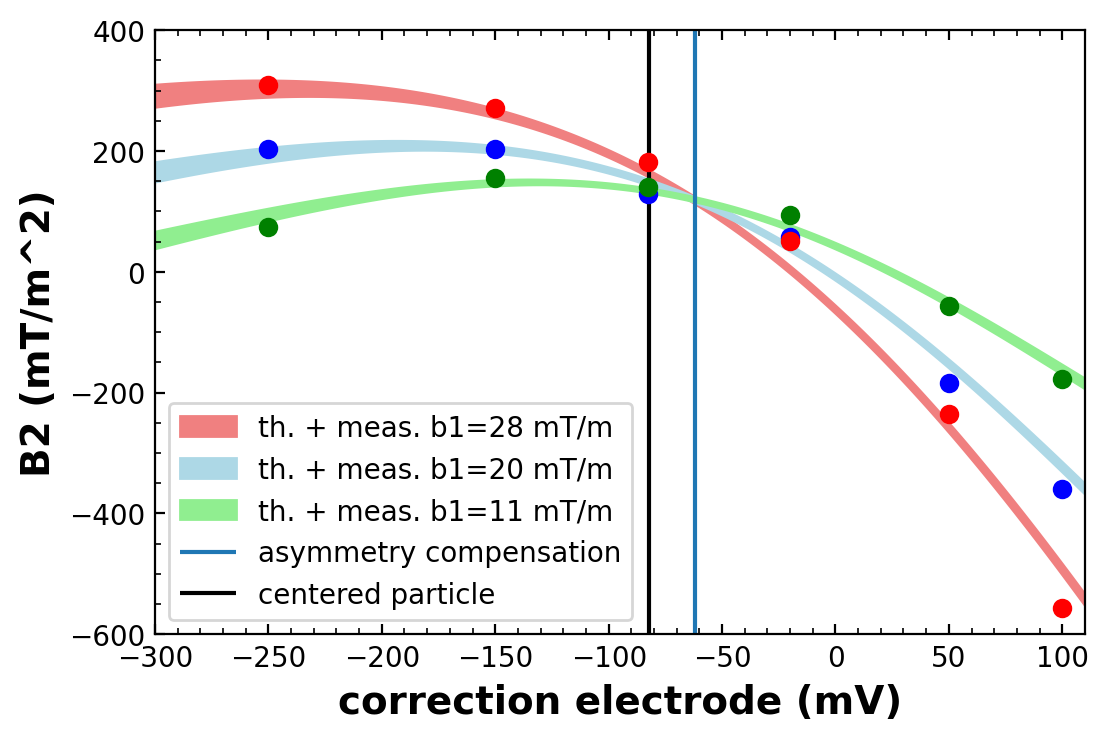 400
200
0
−200
−400
−600
B2 (mT/m^2)
th. + meas. b1=28 mT/m
th. + meas. b1=20 mT/m
th. + meas. b1=11 mT/m
asymmetry compensation
centered particle
−300 −250 −200 −150 −100 −50 0 50 100
correction electrode (mV)